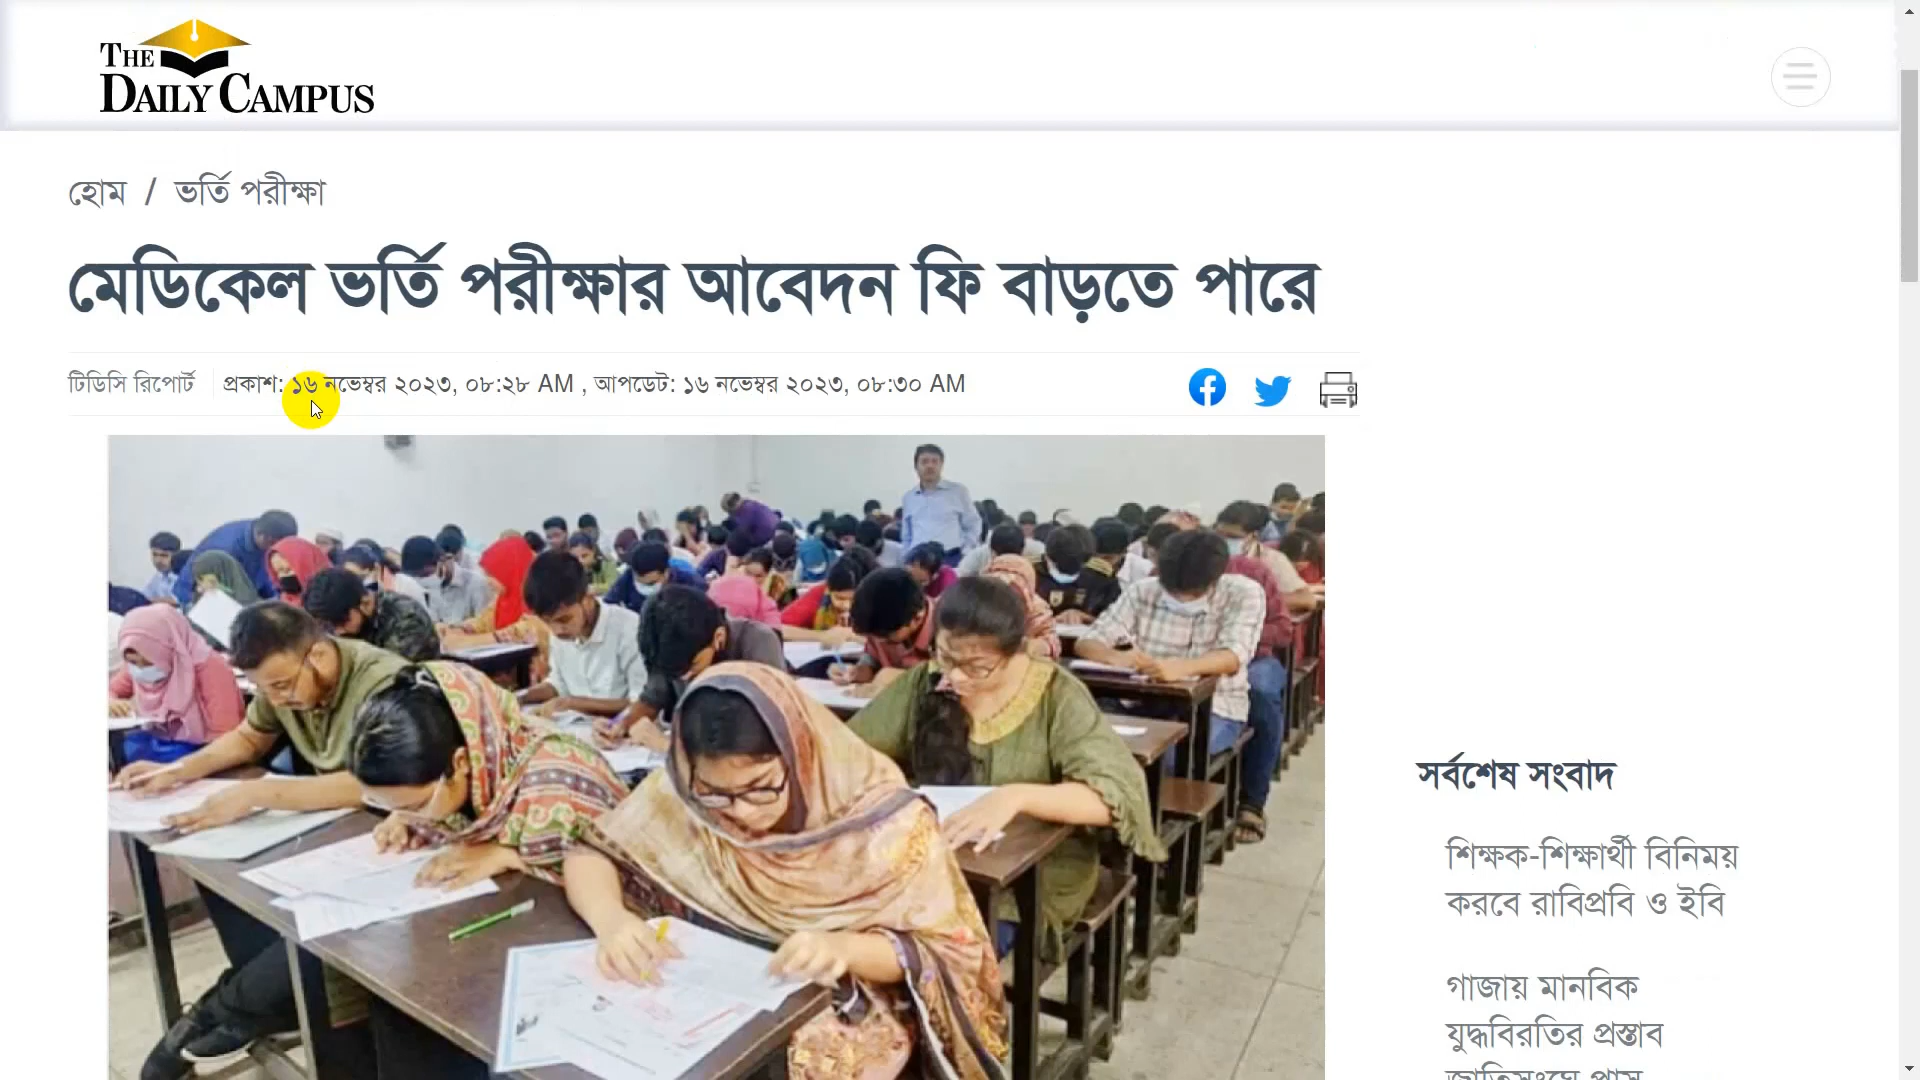 THE
DAILY CAMPUS
হোম / ভর্তি পরীক্ষা
মেডিকেল ভর্তি পরীক্ষার আবেদন ফি বাড়তে পারে
টিডিসি রিপোর্ট প্রকাশ: ১৬ নভেম্বর ২০২৩, ০৮:২৮ AM , আপডেট: ১৬ নভেম্বর ২০২৩, ০৮:৩০ AM
সর্বশেষ সংবাদ
শিক্ষক-শিক্ষার্থী বিনিময়
করবে রাবিপ্রবি ও ইবি
গাজায় মানবিক
যুদ্ধবিরতির প্রস্তাব
জাতিসংঘে পাস